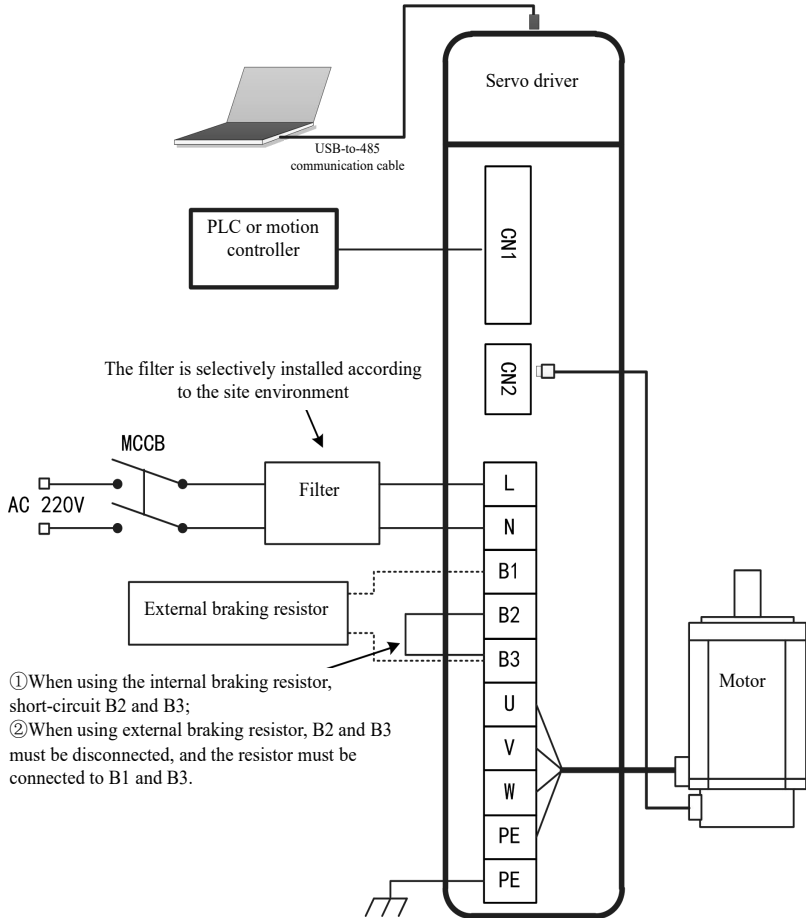 Servo driver
USB-to-485
communication cable
PLC or motion
controller
CN1
The filter is selectively installed according
to the site environment
CN2
MCCB
AC 220V
Filter
L
N
B1
External braking resistor
B2
B3
①When using the internal braking resistor,
short-circuit B2 and B3;
②When using external braking resistor, B2 and B3
must be disconnected, and the resistor must be
connected to B1 and B3.
Motor
U
V
W
PE
PE